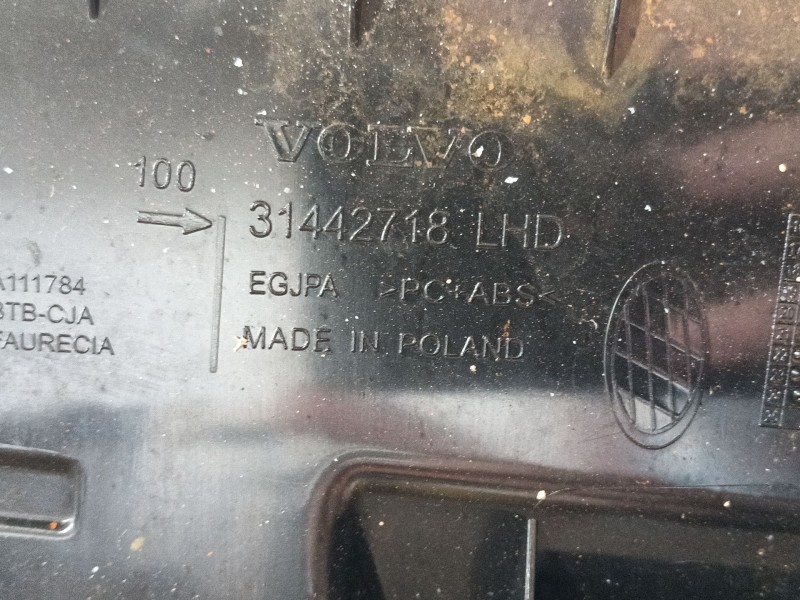 VOLVO
100
31442718 LHD
EGJPA >PC+ABS<
MADE IN POLAND
A111784
3TB-CJA
FAURECIA